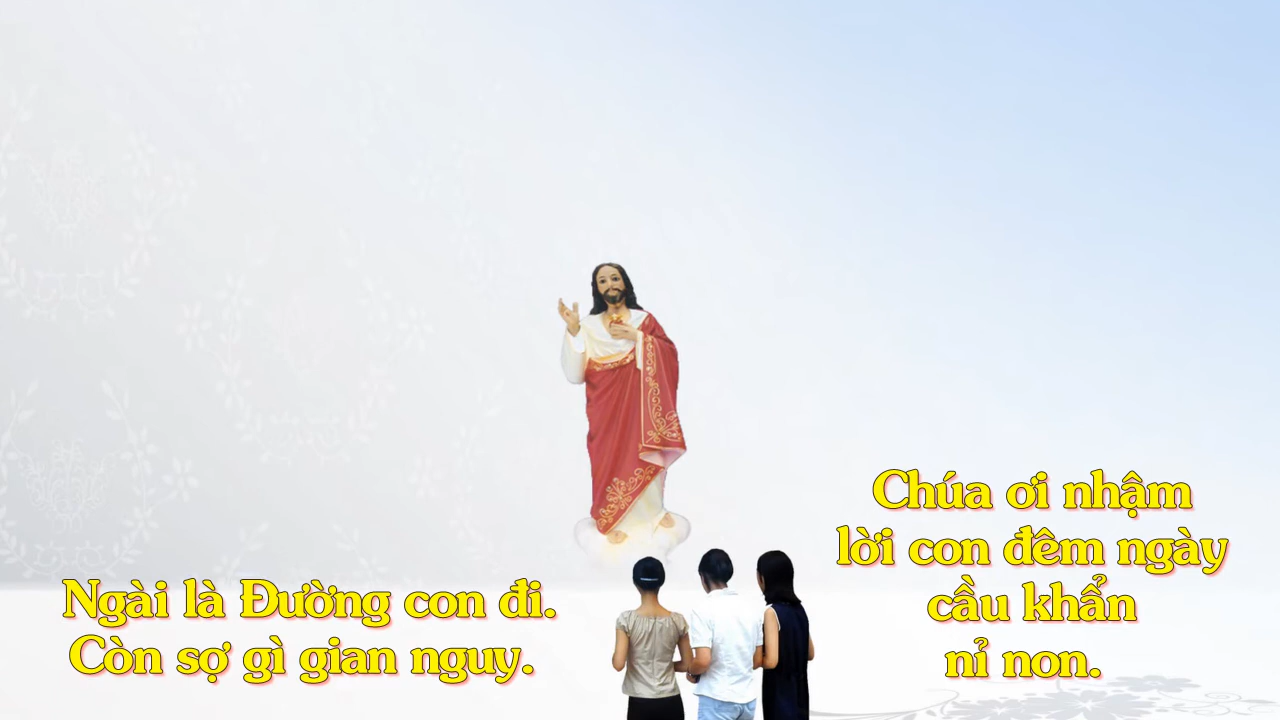 Ngài là Đường con đi.
Còn sợ gì gian nguy.
Chúa ơi nhậm
lời con đêm ngày
cầu khẩn
nỉ non.